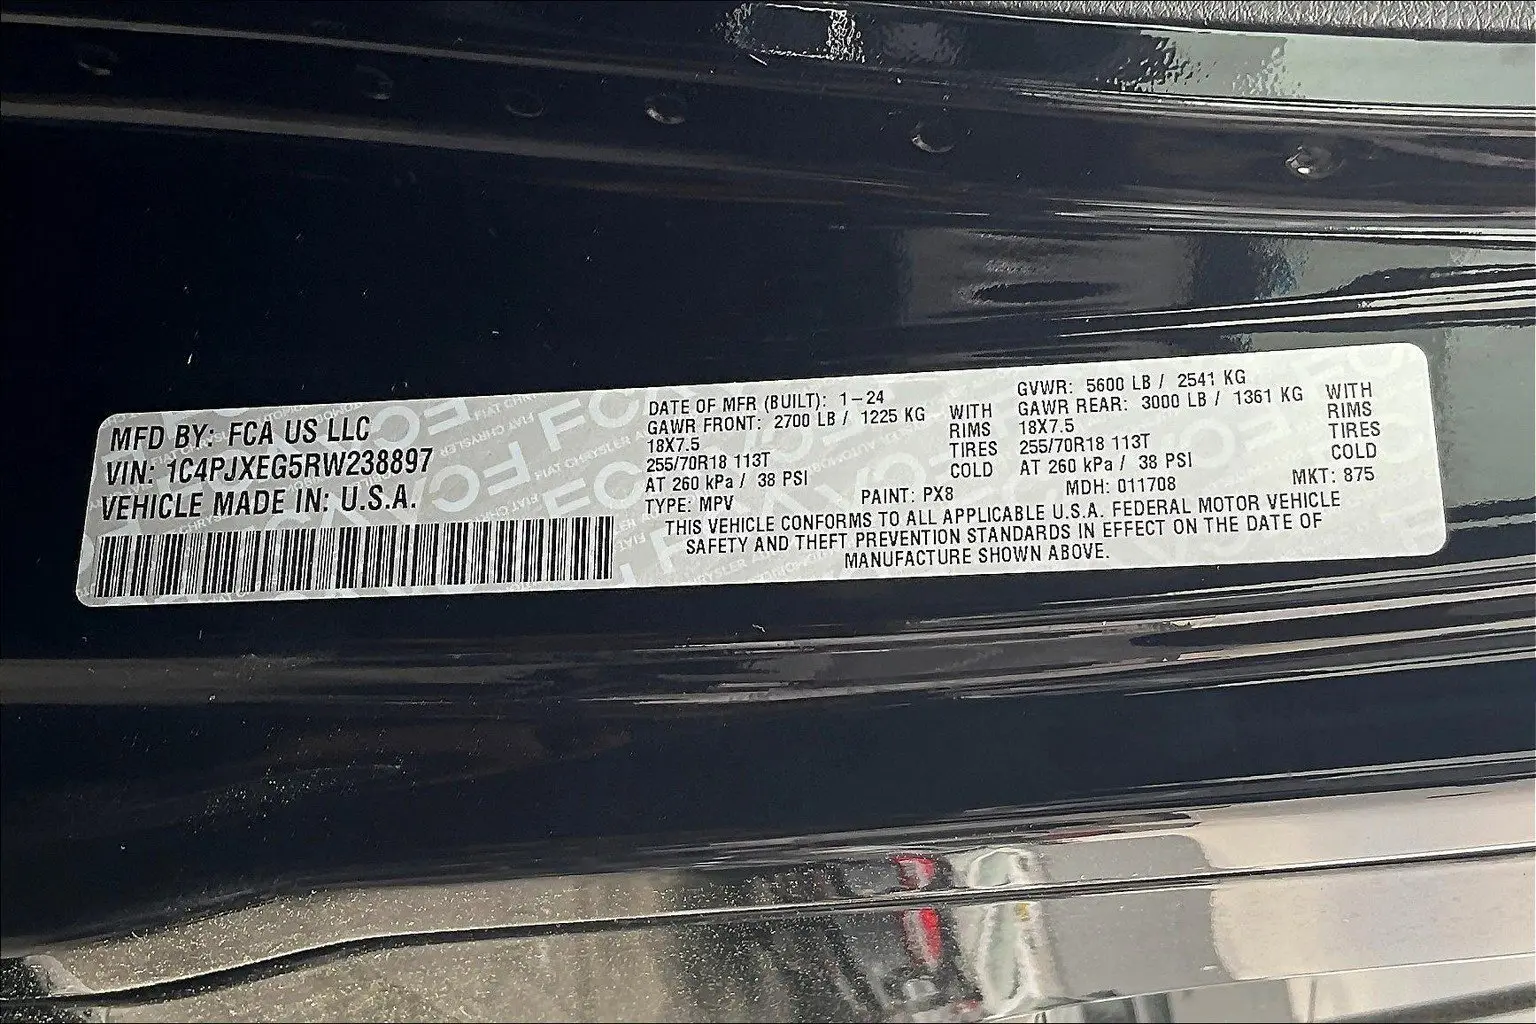 MFD BY: FCA US LLC
VIN: 1C4PJXEG5RW238897
VEHICLE MADE IN: U.S.A.
DATE OF MFR (BUILT): 1-24
GAWR FRONT: 2700 LB / 1225 KG WITH
18X7.5 RIMS
255/70R18 113T TIRES
AT 260 kPa / 38 PSI COLD
GVWR: 5600 LB / 2541 KG
GAWR REAR: 3000 LB / 1361 KG WITH
18X7.5 RIMS
255/70R18 113T TIRES
AT 260 kPa / 38 PSI COLD
TYPE: MPV PAINT: PX8 MDH: 011708 MKT: 875
THIS VEHICLE CONFORMS TO ALL APPLICABLE U.S.A. FEDERAL MOTOR VEHICLE
SAFETY AND THEFT PREVENTION STANDARDS IN EFFECT ON THE DATE OF
MANUFACTURE SHOWN ABOVE.